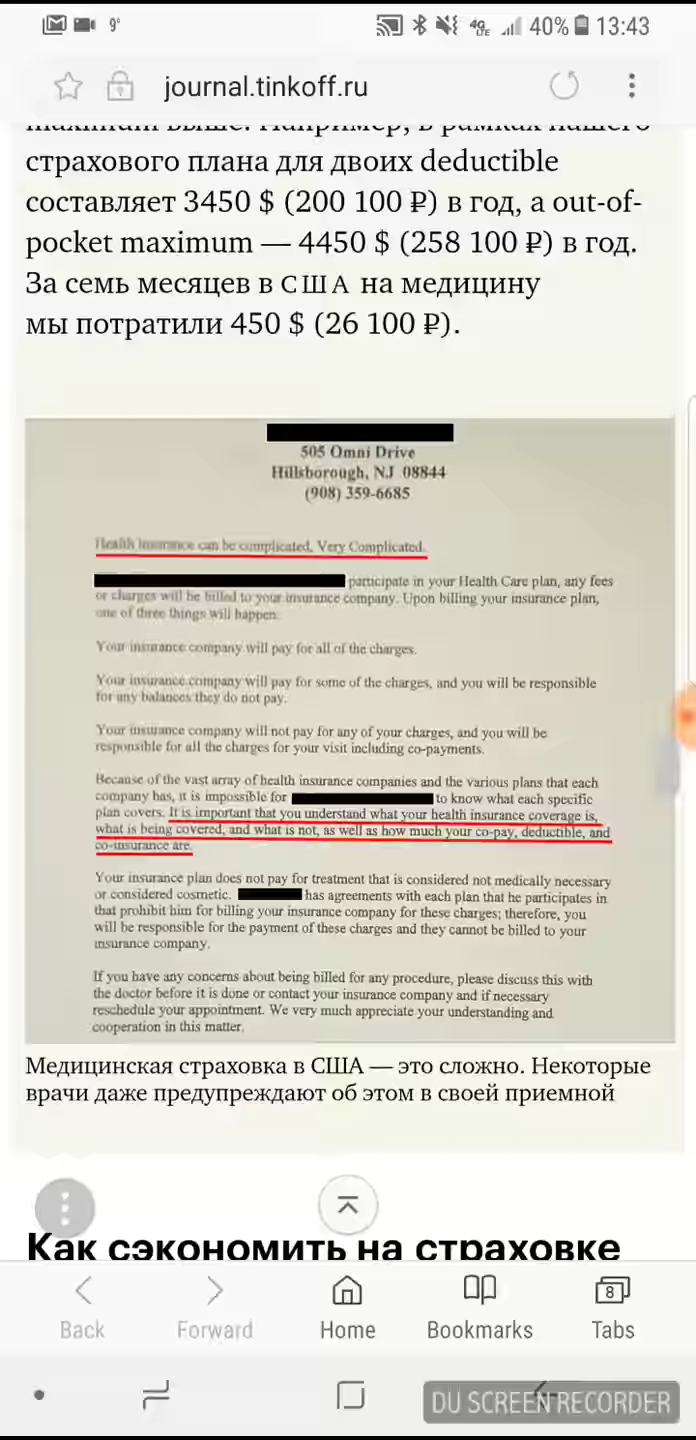 9°
4G LTE 40% 13:43
journal.tinkoff.ru
maximum выше. Например, в рамках нашего
страхового плана для двоих deductible
составляет 3450 $ (200 100 ₽) в год, а out-of-
pocket maximum — 4450 $ (258 100 ₽) в год.
За семь месяцев в США на медицину
мы потратили 450 $ (26 100 ₽).
505 Omni Drive
Hillsborough, NJ 08844
(908) 359-6685
Health insurance can be complicated, Very Complicated.
participate in your Health Care plan, any fees
or charges will be billed to your insurance company. Upon billing your insurance plan,
one of three things will happen.
Your insurance company will pay for all of the charges.
Your insurance company will pay for some of the charges, and you will be responsible
for any balances they do not pay.
Your insurance company will not pay for any of your charges, and you will be
responsible for all the charges for your visit including co-payments.
Because of the vast array of health insurance companies and the various plans that each
company has, it is impossible for to know what each specific
plan covers. It is important that you understand what your health insurance coverage is,
what is being covered, and what is not, as well as how much your co-pay, deductible, and
co-insurance are.
Your insurance plan does not pay for treatment that is considered not medically necessary
or considered cosmetic. has agreements with each plan that he participates in
that prohibit him for billing your insurance company for these charges; therefore, you
will be responsible for the payment of these charges and they cannot be billed to your
insurance company.
If you have any concerns about being billed for any procedure, please discuss this with
the doctor before it is done or contact your insurance company and if necessary
reschedule your appointment. We very much appreciate your understanding and
cooperation in this matter.
Медицинская страховка в США — это сложно. Некоторые
врачи даже предупреждают об этом в своей приемной
Как сэкономить на страховке
8
Back Forward Home Bookmarks Tabs
DU SCREEN RECORDER